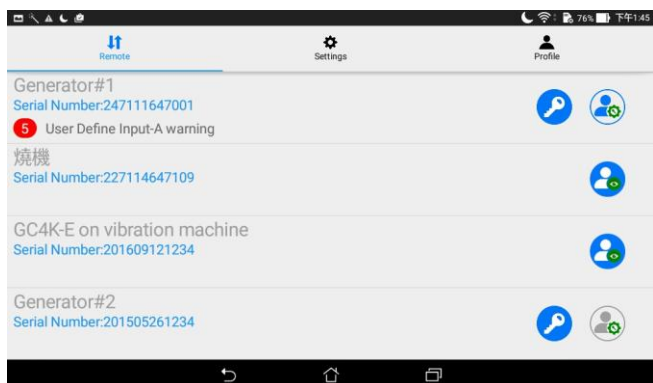 76% 下午1:45
Remote Settings Profile
Generator#1
Serial Number:247111647001
5 User Define Input-A warning
燒機
Serial Number:227114647109
GC4K-E on vibration machine
Serial Number:201609121234
Generator#2
Serial Number:201505261234